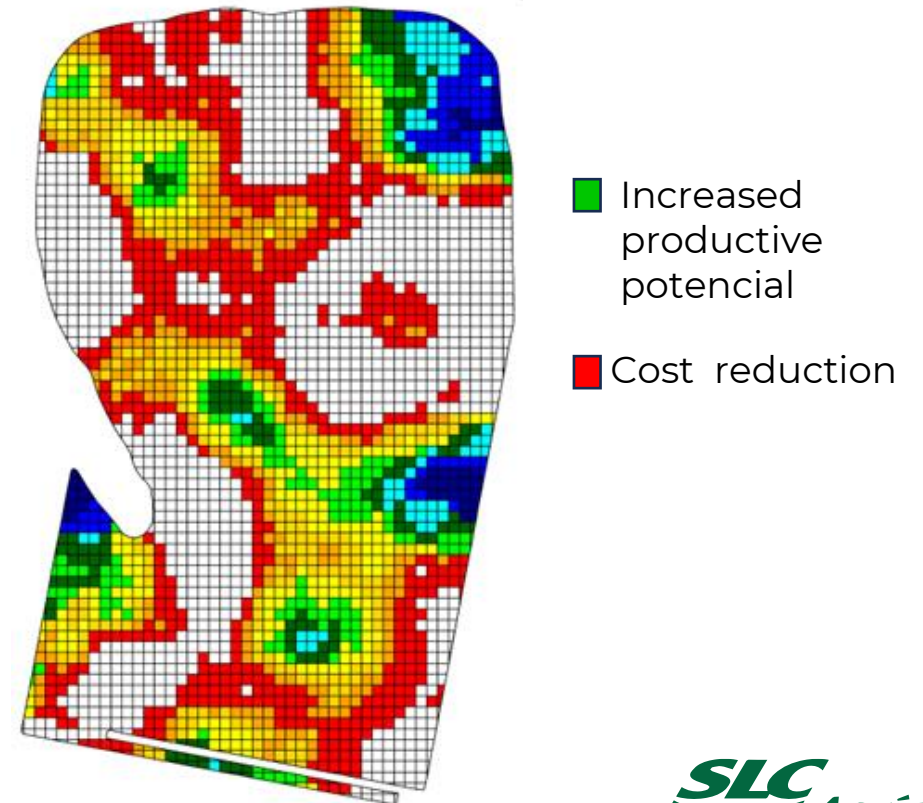 Increased
productive
potencial
Cost reduction
SLC